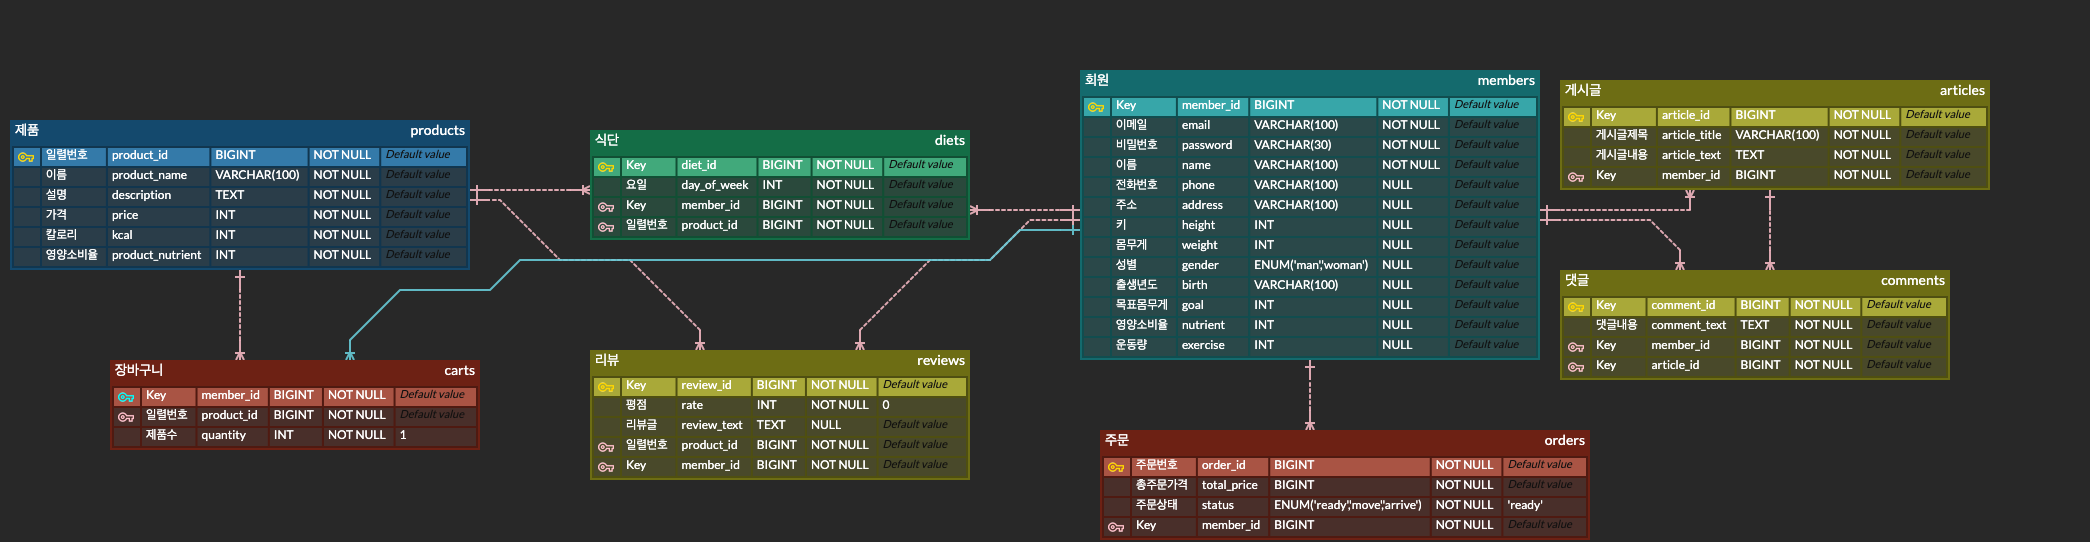 제품 products
일렬번호 product_id BIGINT NOT NULL Default value
이름 product_name VARCHAR(100) NOT NULL Default value
설명 description TEXT NOT NULL Default value
가격 price INT NOT NULL Default value
칼로리 kcal INT NOT NULL Default value
영양소비율 product_nutrient INT NOT NULL Default value
식단 diets
Key diet_id BIGINT NOT NULL Default value
요일 day_of_week INT NOT NULL Default value
Key member_id BIGINT NOT NULL Default value
일렬번호 product_id BIGINT NOT NULL Default value
회원 members
Key member_id BIGINT NOT NULL Default value
이메일 email VARCHAR(100) NOT NULL Default value
비밀번호 password VARCHAR(30) NOT NULL Default value
이름 name VARCHAR(100) NOT NULL Default value
전화번호 phone VARCHAR(100) NULL Default value
주소 address VARCHAR(100) NULL Default value
키 height INT NULL Default value
몸무게 weight INT NULL Default value
성별 gender ENUM('man','woman') NULL Default value
출생년도 birth VARCHAR(100) NULL Default value
목표몸무게 goal INT NULL Default value
영양소비율 nutrient INT NULL Default value
운동량 exercise INT NULL Default value
게시글 articles
Key article_id BIGINT NOT NULL Default value
게시글제목 article_title VARCHAR(100) NOT NULL Default value
게시글내용 article_text TEXT NOT NULL Default value
Key member_id BIGINT NOT NULL Default value
댓글 comments
Key comment_id BIGINT NOT NULL Default value
댓글내용 comment_text TEXT NOT NULL Default value
Key member_id BIGINT NOT NULL Default value
Key article_id BIGINT NOT NULL Default value
장바구니 carts
Key member_id BIGINT NOT NULL Default value
일렬번호 product_id BIGINT NOT NULL Default value
제품수 quantity INT NOT NULL 1
리뷰 reviews
Key review_id BIGINT NOT NULL Default value
평점 rate INT NOT NULL 0
리뷰글 review_text TEXT NULL Default value
일렬번호 product_id BIGINT NOT NULL Default value
Key member_id BIGINT NOT NULL Default value
주문 orders
주문번호 order_id BIGINT NOT NULL Default value
총주문가격 total_price BIGINT NOT NULL Default value
주문상태 status ENUM('ready','move','arrive') NOT NULL 'ready'
Key member_id BIGINT NOT NULL Default value